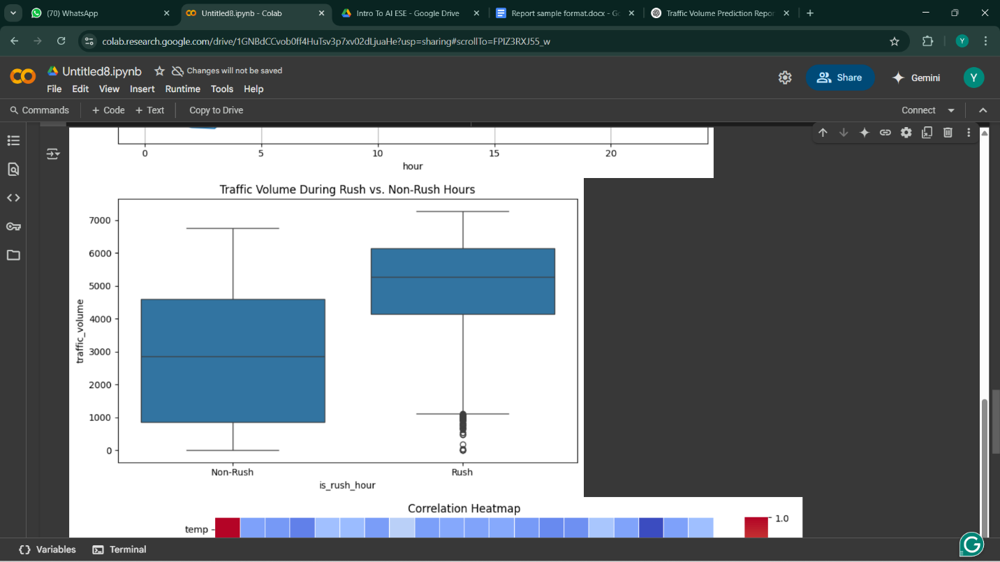 (70) WhatsApp
Untitled8.ipynb - Colab
Intro To AI ESE - Google Drive
Report sample format.docx - Go
Traffic Volume Prediction Repor
colab.research.google.com/drive/1GNBdCCvob0ff4HuTsv3p7xv02dLjuaHe?usp=sharing#scrollTo=FPIZ3RXJ55_w
Y
Untitled8.ipynb
Changes will not be saved
File Edit View Insert Runtime Tools Help
Share
Gemini
Y
Commands + Code + Text Copy to Drive
Connect
0 5 10 15 20
hour
Traffic Volume During Rush vs. Non-Rush Hours
7000
6000
5000
4000
3000
2000
1000
0
traffic_volume
Non-Rush Rush
is_rush_hour
Correlation Heatmap
temp
1.0
Variables Terminal
G